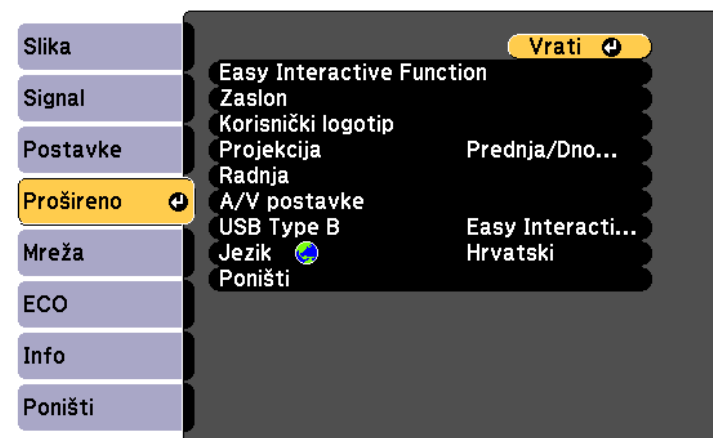 Slika
Signal
Postavke
Prošireno
Mreža
ECO
Info
Poništi
Vrati
Easy Interactive Function
Zaslon
Korisnički logotip
Projekcija Prednja/Dno...
Radnja
A/V postavke
USB Type B Easy Interacti...
Jezik Hrvatski
Poništi